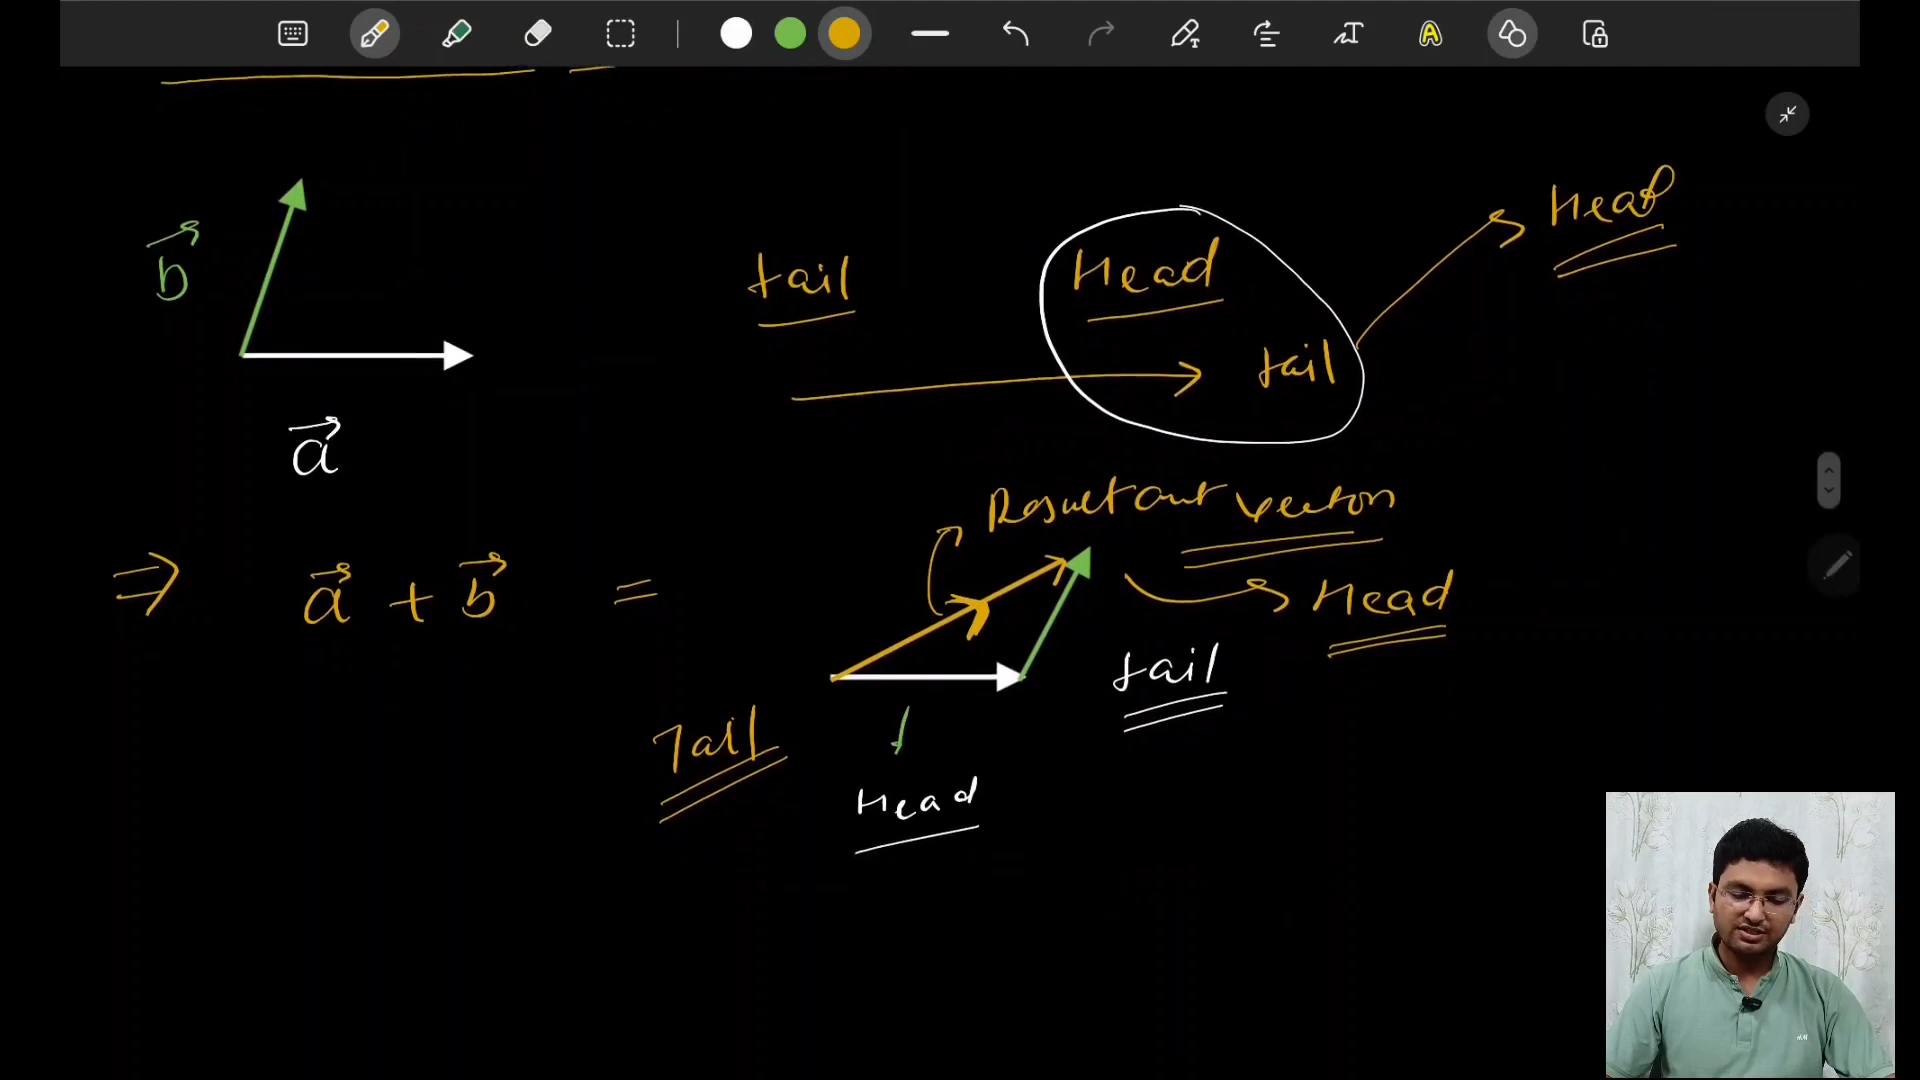 Head
b
tail
Head
tail
a
Resultant vector
⇒ a + b =
Head
tail
Tail
Head